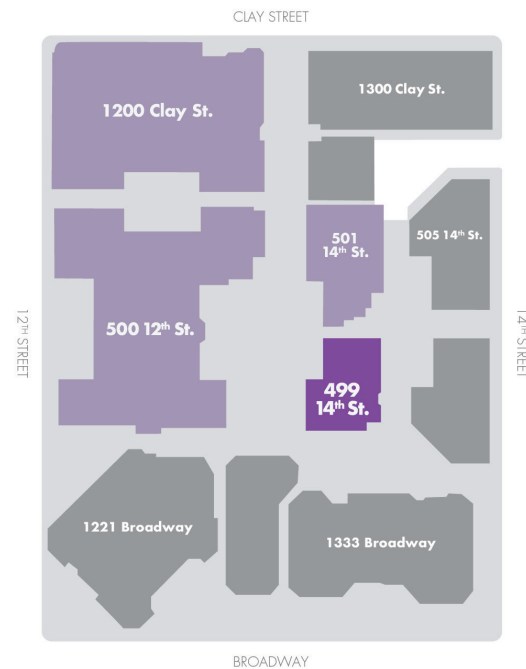 CLAY STREET
1200 Clay St.
1300 Clay St.
501
14th St.
505 14th St.
500 12th St.
12TH STREET
14TH STREET
499
14th St.
1221 Broadway
1333 Broadway
BROADWAY